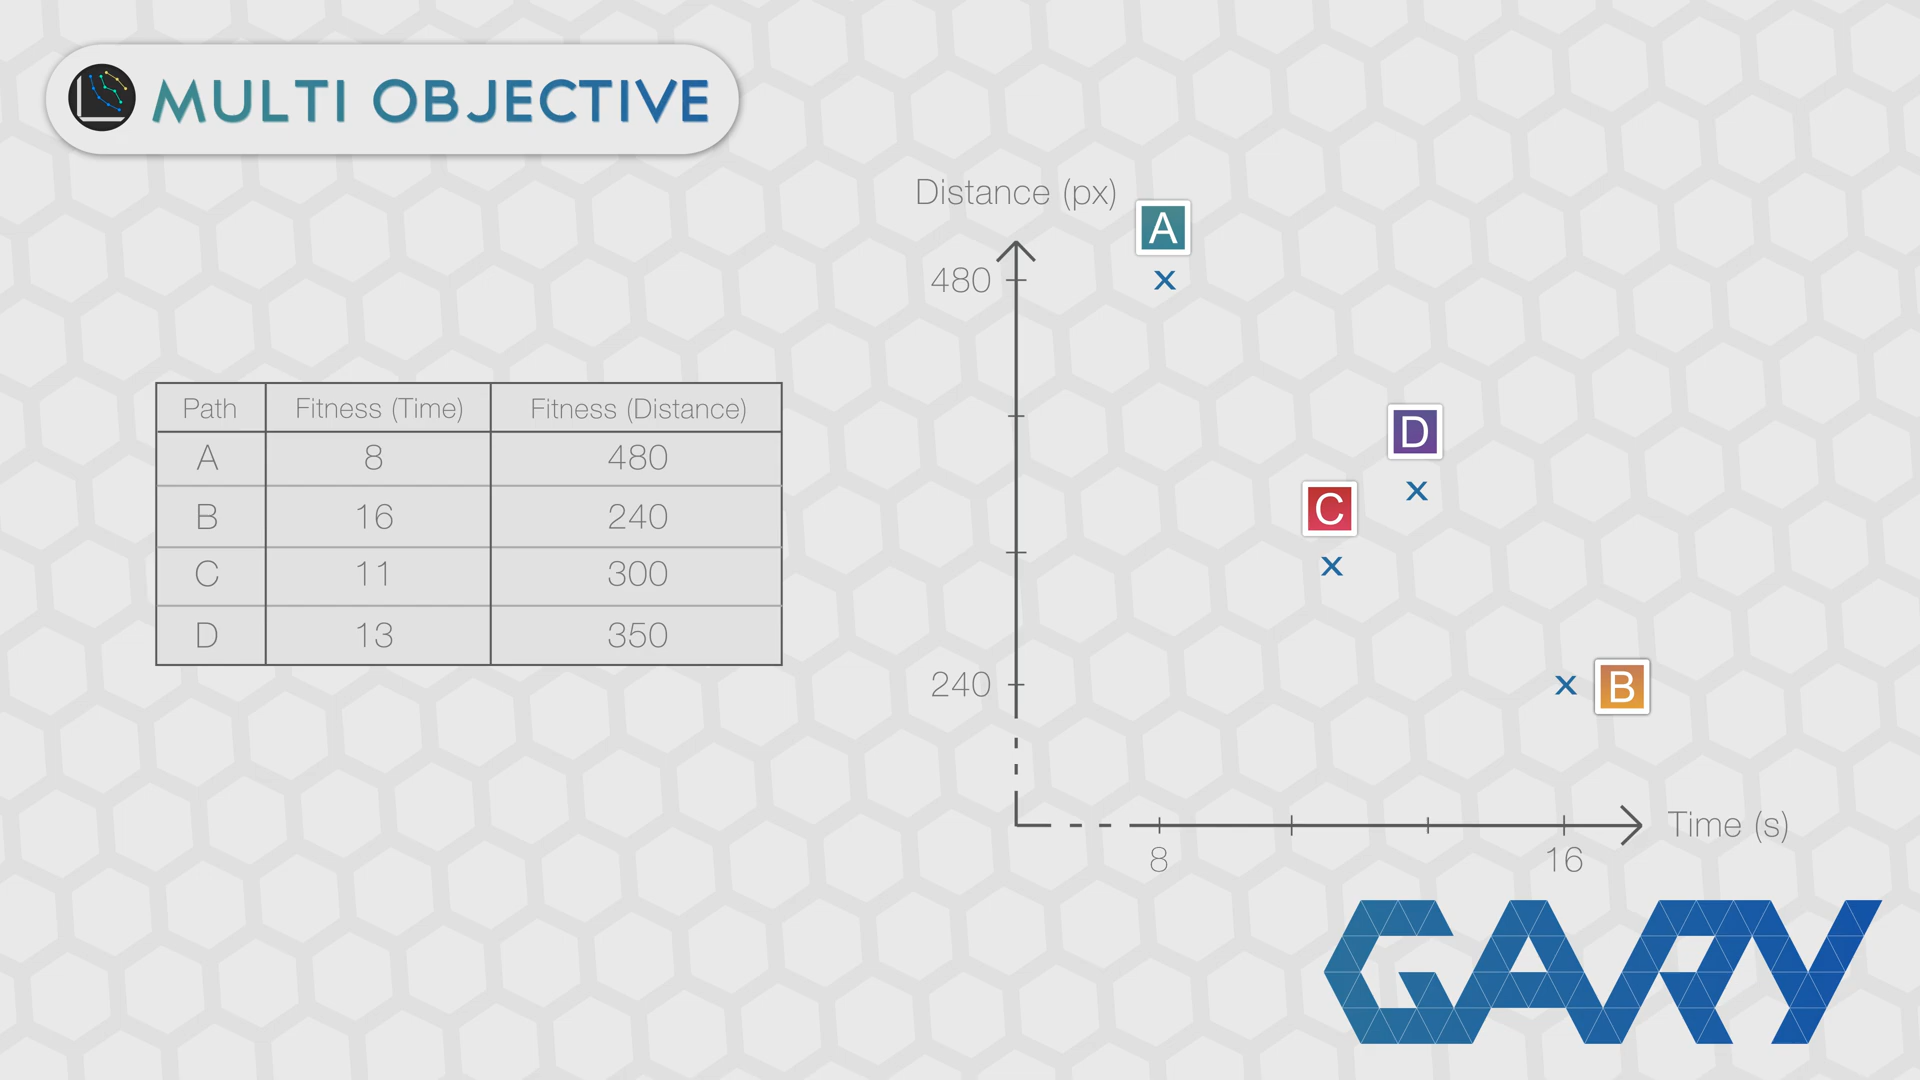 MULTI OBJECTIVE
Path Fitness (Time) Fitness (Distance)
A 8 480
B 16 240
C 11 300
D 13 350
Distance (px)
A
480
D
C
240
B
Time (s)
8 16
GARY